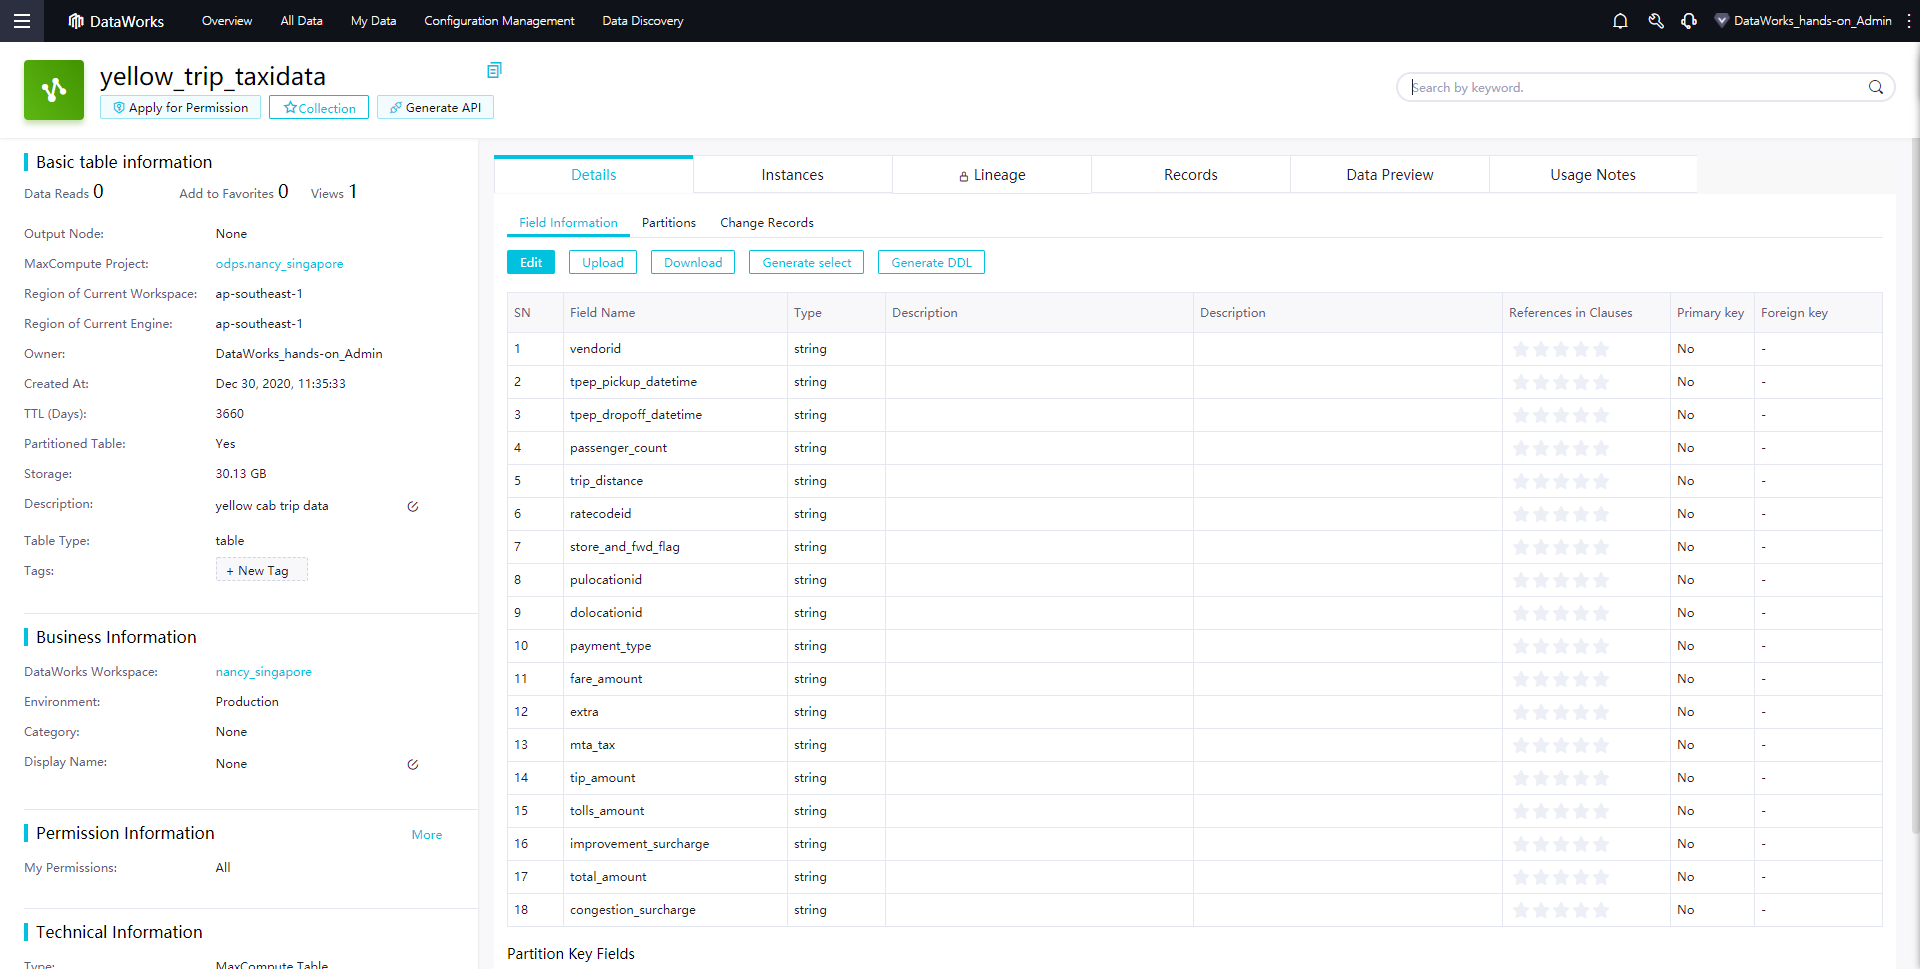 DataWorks Overview All Data My Data Configuration Management Data Discovery DataWorks_hands-on_Admin
yellow_trip_taxidata
Apply for Permission Collection Generate API
Search by keyword.
Basic table information
Data Reads 0 Add to Favorites 0 Views 1
Output Node: None
MaxCompute Project: odps.nancy_singapore
Region of Current Workspace: ap-southeast-1
Region of Current Engine: ap-southeast-1
Owner: DataWorks_hands-on_Admin
Created At: Dec 30, 2020, 11:35:33
TTL (Days): 3660
Partitioned Table: Yes
Storage: 30.13 GB
Description: yellow cab trip data
Table Type: table
Tags: + New Tag
Business Information
DataWorks Workspace: nancy_singapore
Environment: Production
Category: None
Display Name: None
Permission Information More
My Permissions: All
Technical Information
Type: MaxCompute Table
Details Instances Lineage Records Data Preview Usage Notes
Field Information Partitions Change Records
Edit Upload Download Generate select Generate DDL
SN Field Name Type Description Description References in Clauses Primary key Foreign key
1 vendorid string No -
2 tpep_pickup_datetime string No -
3 tpep_dropoff_datetime string No -
4 passenger_count string No -
5 trip_distance string No -
6 ratecodeid string No -
7 store_and_fwd_flag string No -
8 pulocationid string No -
9 dolocationid string No -
10 payment_type string No -
11 fare_amount string No -
12 extra string No -
13 mta_tax string No -
14 tip_amount string No -
15 tolls_amount string No -
16 improvement_surcharge string No -
17 total_amount string No -
18 congestion_surcharge string No -
Partition Key Fields